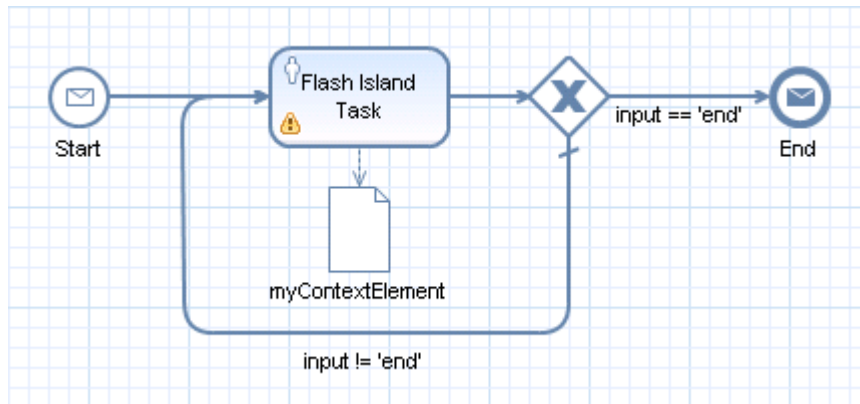 Flash Island
Task
input == 'end'
Start
End
myContextElement
input != 'end'